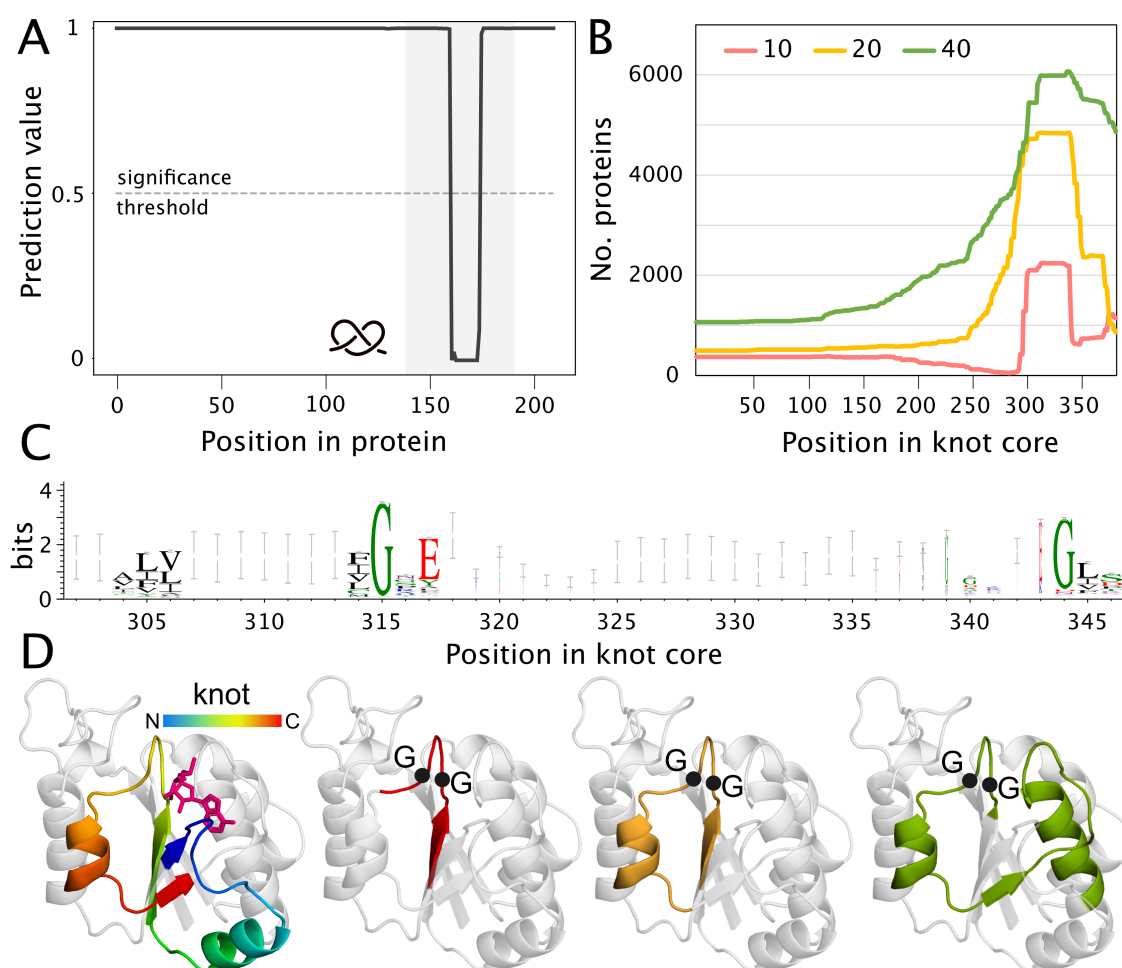 A
1
0.5
0
Prediction value
significance
threshold
0 50 100 150 200
Position in protein
B
10 20 40
6000
4000
2000
0
No. proteins
50 100 150 200 250 300 350
Position in knot core
C
4
2
0
bits
L V
F G E
G L
305 310 315 320 325 330 335 340 345
Position in knot core
D
knot
N C
G G
G G
G G